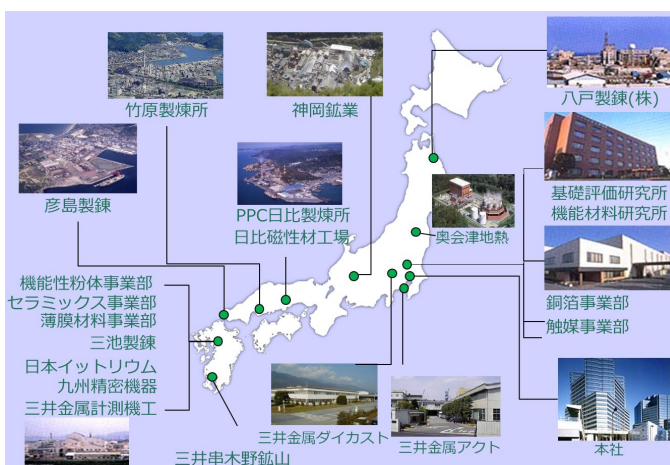 竹原製煉所
神岡鉱業
八戸製錬(株)
彦島製錬
PPC日比製煉所
日比磁性材工場
奥会津地熱
基礎評価研究所
機能材料研究所
機能性粉体事業部
セラミックス事業部
薄膜材料事業部
三池製錬
日本イットリウム
九州精密機器
三井金属計測機工
銅箔事業部
触媒事業部
三井串木野鉱山
三井金属ダイカスト
三井金属アクト
本社